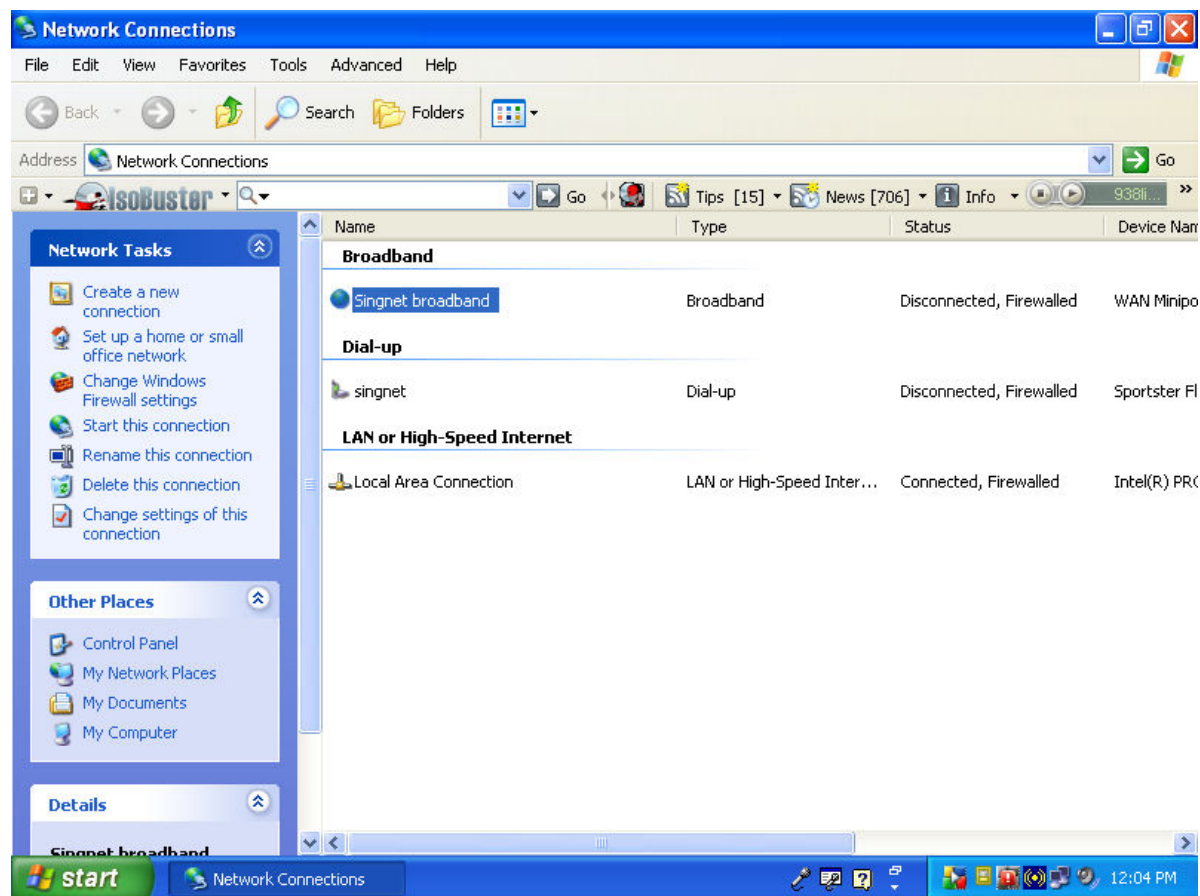 Network Connections
File Edit View Favorites Tools Advanced Help
Back Search Folders
Address Network Connections Go
IsoBuster Go Tips [15] News [706] Info 938li... »
Name Type Status Device Nam
Network Tasks
Create a new
connection
Set up a home or small
office network
Change Windows
Firewall settings
Start this connection
Rename this connection
Delete this connection
Change settings of this
connection
Other Places
Control Panel
My Network Places
My Documents
My Computer
Details
Singnet broadband
Broadband
Singnet broadband Broadband Disconnected, Firewalled WAN Minipo
Dial-up
singnet Dial-up Disconnected, Firewalled Sportster Fl
LAN or High-Speed Internet
Local Area Connection LAN or High-Speed Inter... Connected, Firewalled Intel(R) PRO
start Network Connections 12:04 PM